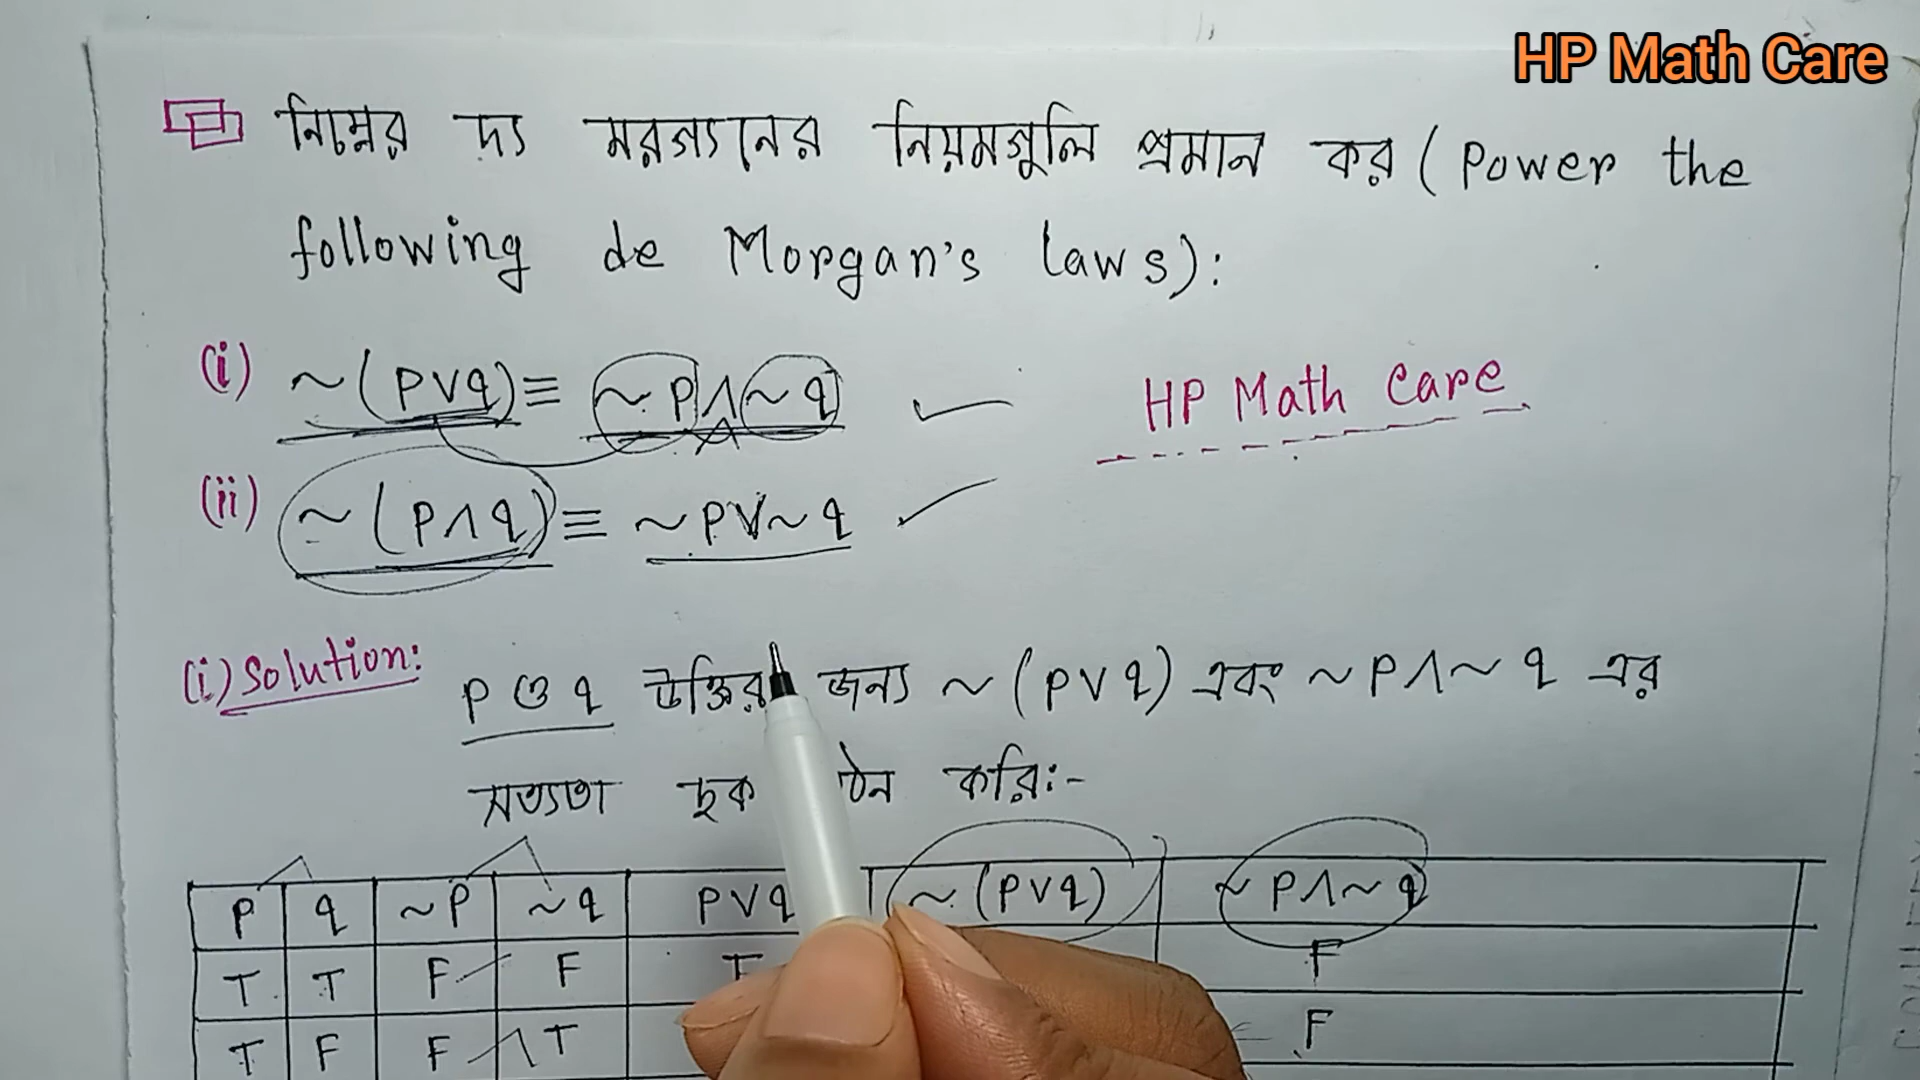 HP Math Care
নিম্নের দ্য মরগ্যানের নিয়মগুলি প্রমান কর (Power the
following de Morgan's laws):
(i) ~(p∨q)≡ ~p∧~q
HP Math Care
(ii) ~(p∧q)≡ ~p∨~q
(i) Solution: p ও q উক্তির জন্য ~(p∨q) এবং ~p∧~q এর
সত্যতা ছক করি:-
p q ~p ~q p∨q ~(p∨q) ~p∧~q
T T F F F
T F F T F